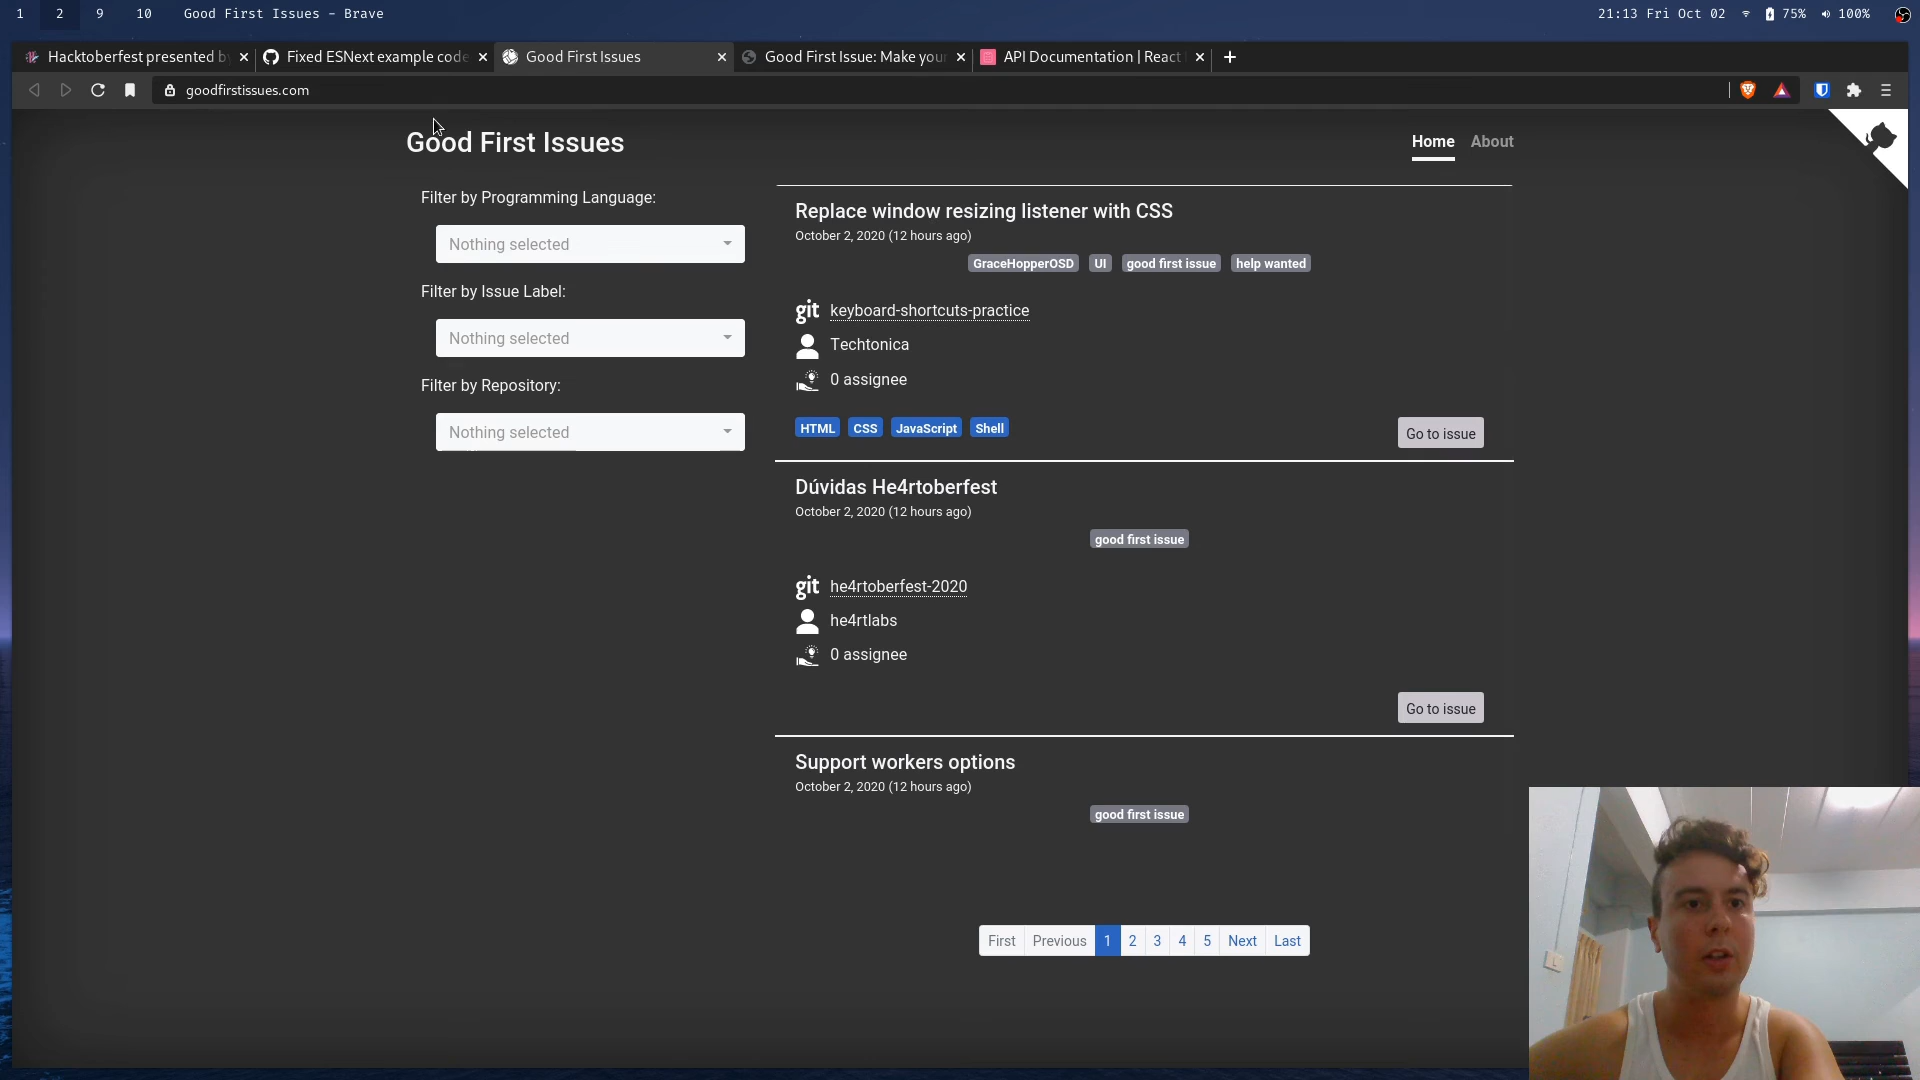 1 2 9 10 Good First Issues - Brave 21:13 Fri Oct 02 75% 100%
Hacktoberfest presented b Fixed ESNext example code Good First Issues Good First Issue: Make your API Documentation | React
goodfirstissues.com
Good First Issues
Home About
Filter by Programming Language:
Nothing selected
Filter by Issue Label:
Nothing selected
Filter by Repository:
Nothing selected
Replace window resizing listener with CSS
October 2, 2020 (12 hours ago)
GraceHopperOSD UI good first issue help wanted
git keyboard-shortcuts-practice
Techtonica
0 assignee
HTML CSS JavaScript Shell
Go to issue
Dúvidas He4rtoberfest
October 2, 2020 (12 hours ago)
good first issue
git he4rtoberfest-2020
he4rtlabs
0 assignee
Go to issue
Support workers options
October 2, 2020 (12 hours ago)
good first issue
First Previous 1 2 3 4 5 Next Last